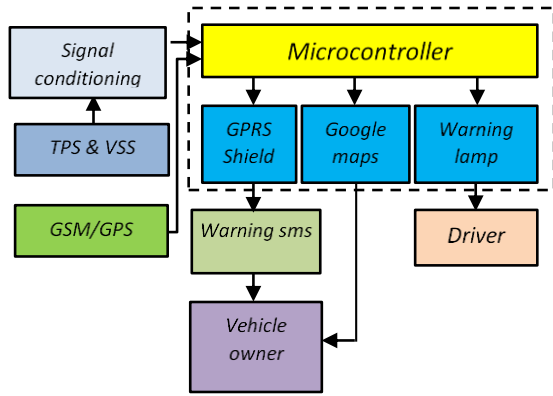 Signal
conditioning
Microcontroller
TPS & VSS
GPRS
Shield
Google
maps
Warning
lamp
GSM/GPS
Warning sms
Driver
Vehicle
owner